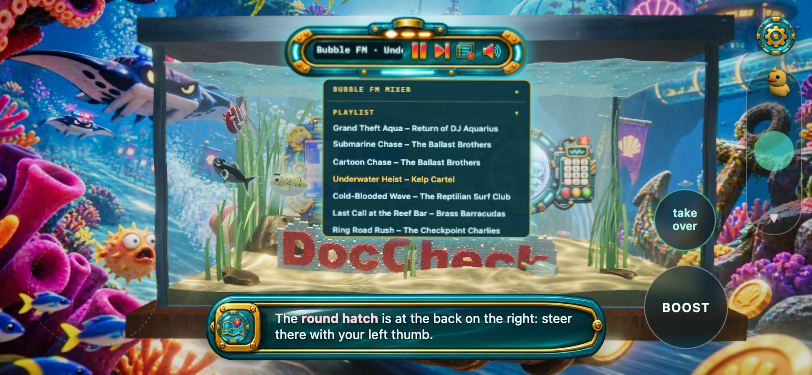 Bubble FM · Und
BUBBLE FM MIXER
PLAYLIST
Grand Theft Aqua – Return of DJ Aquarius
Submarine Chase – The Ballast Brothers
Cartoon Chase – The Ballast Brothers
Underwater Heist – Kelp Cartel
Cold-Blooded Wave – The Reptilian Surf Club
Last Call at the Reef Bar – Brass Barracudas
Ring Road Rush – The Checkpoint Charlies
DocCheck
take
over
BOOST
The round hatch is at the back on the right: steer
there with your left thumb.